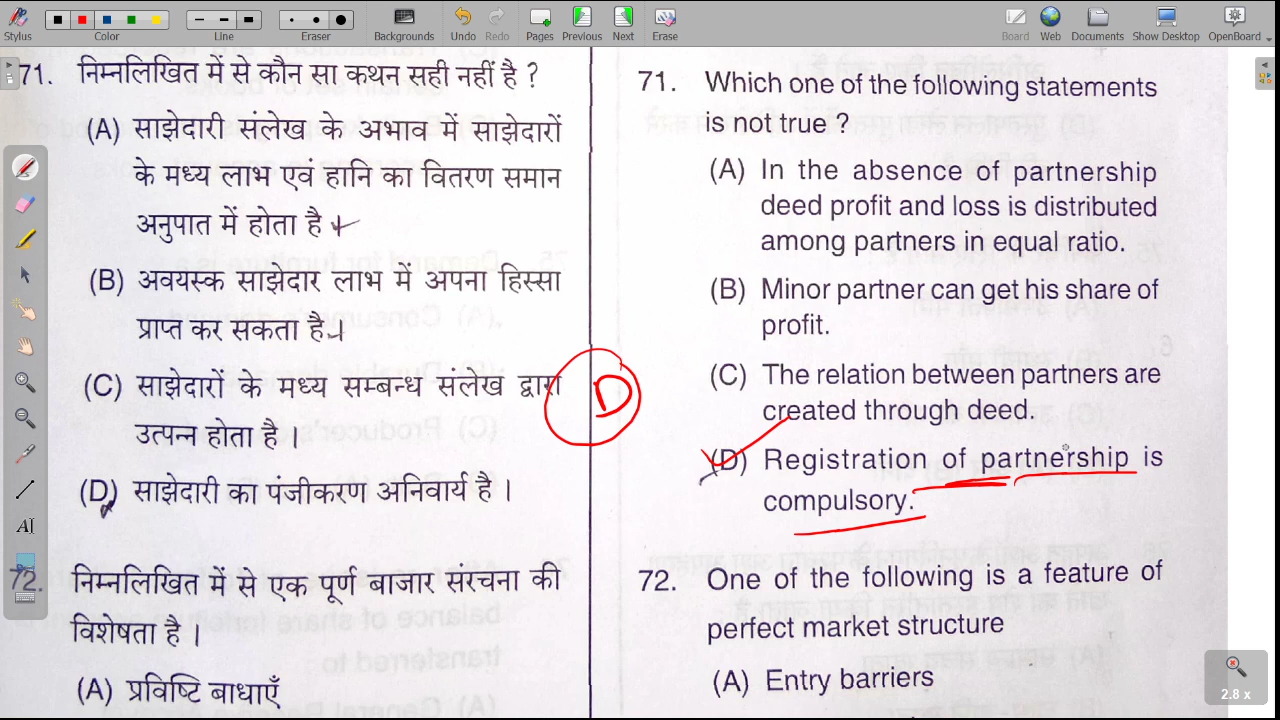 Stylus
Color
Line
Eraser
Backgrounds
Undo
Redo
Pages
Previous
Next
Erase
Board
Web
Documents
Show Desktop
OpenBoard
71. निम्नलिखित में से कौन सा कथन सही नहीं है ?
(A) साझेदारी संलेख के अभाव में साझेदारों
के मध्य लाभ एवं हानि का वितरण समान
अनुपात में होता है ।
(B) अवयस्क साझेदार लाभ में अपना हिस्सा
प्राप्त कर सकता है ।
(C) साझेदारों के मध्य सम्बन्ध संलेख द्वारा
उत्पन्न होता है ।
(D) साझेदारी का पंजीकरण अनिवार्य है ।
72. निम्नलिखित में से एक पूर्ण बाजार संरचना की
विशेषता है ।
(A) प्रविष्टि बाधाएँ
D
71. Which one of the following statements
is not true ?
(A) In the absence of partnership
deed profit and loss is distributed
among partners in equal ratio.
(B) Minor partner can get his share of
profit.
(C) The relation between partners are
created through deed.
(D) Registration of partnership is
compulsory.
72. One of the following is a feature of
perfect market structure
(A) Entry barriers
2.8 x